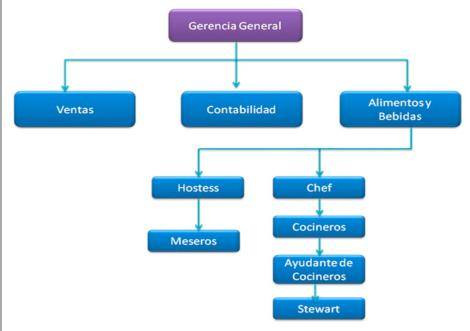 Gerencia General
Ventas
Contabilidad
Alimentos y
Bebidas
Hostess
Chef
Meseros
Cocineros
Ayudante de
Cocineros
Stewart